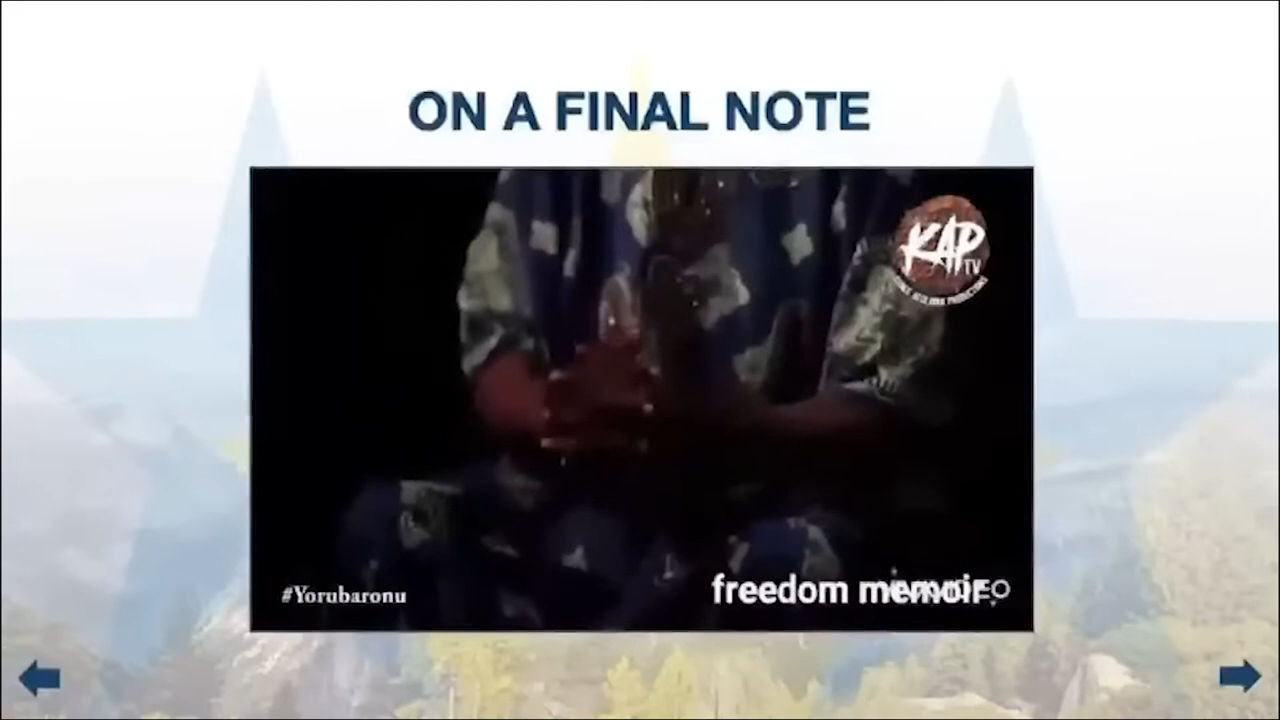 ON A FINAL NOTE
KAP
TV
#Yorubaronu
freedom memoir